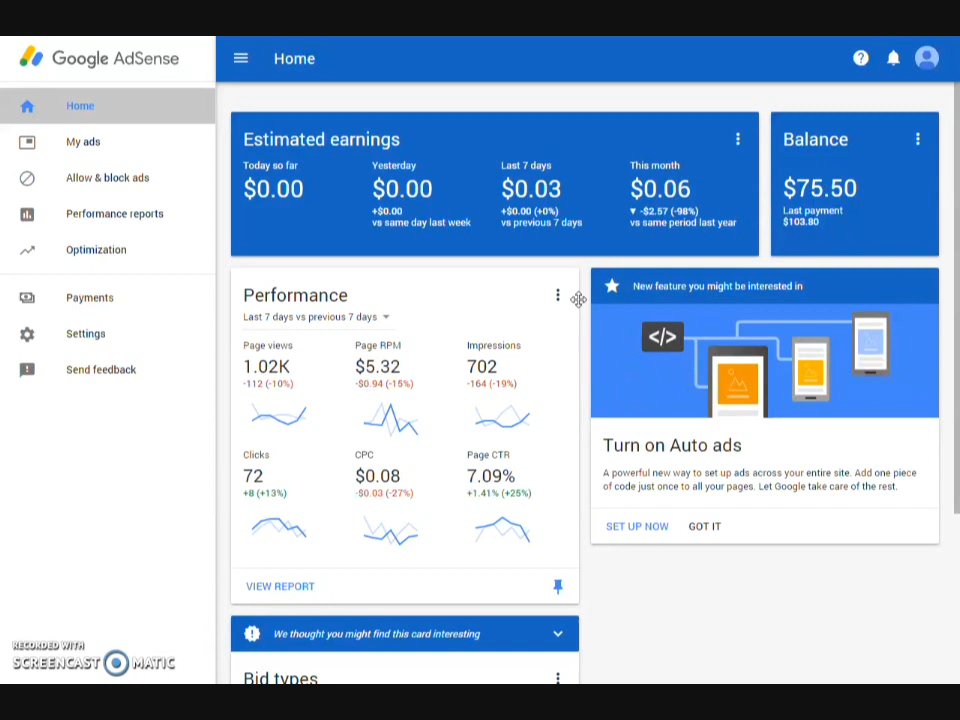 Google AdSense
Home
Home
My ads
Allow & block ads
Performance reports
Optimization
Payments
Settings
Send feedback
Estimated earnings
Today so far
$0.00
Yesterday
$0.00
+$0.00
vs same day last week
Last 7 days
$0.03
+$0.00 (+0%)
vs previous 7 days
This month
$0.06
▼ -$2.57 (-98%)
vs same period last year
Balance
$75.50
Last payment
$103.80
Performance
Last 7 days vs previous 7 days
Page views
1.02K
-112 (-10%)
Page RPM
$5.32
-$0.94 (-15%)
Impressions
702
-164 (-19%)
Clicks
72
+8 (+13%)
CPC
$0.08
-$0.03 (-27%)
Page CTR
7.09%
+1.41% (+25%)
VIEW REPORT
New feature you might be interested in
</>
Turn on Auto ads
A powerful new way to set up ads across your entire site. Add one piece
of code just once to all your pages. Let Google take care of the rest.
SET UP NOW GOT IT
We thought you might find this card interesting
Bid types
RECORDED WITH
SCREENCAST MATIC